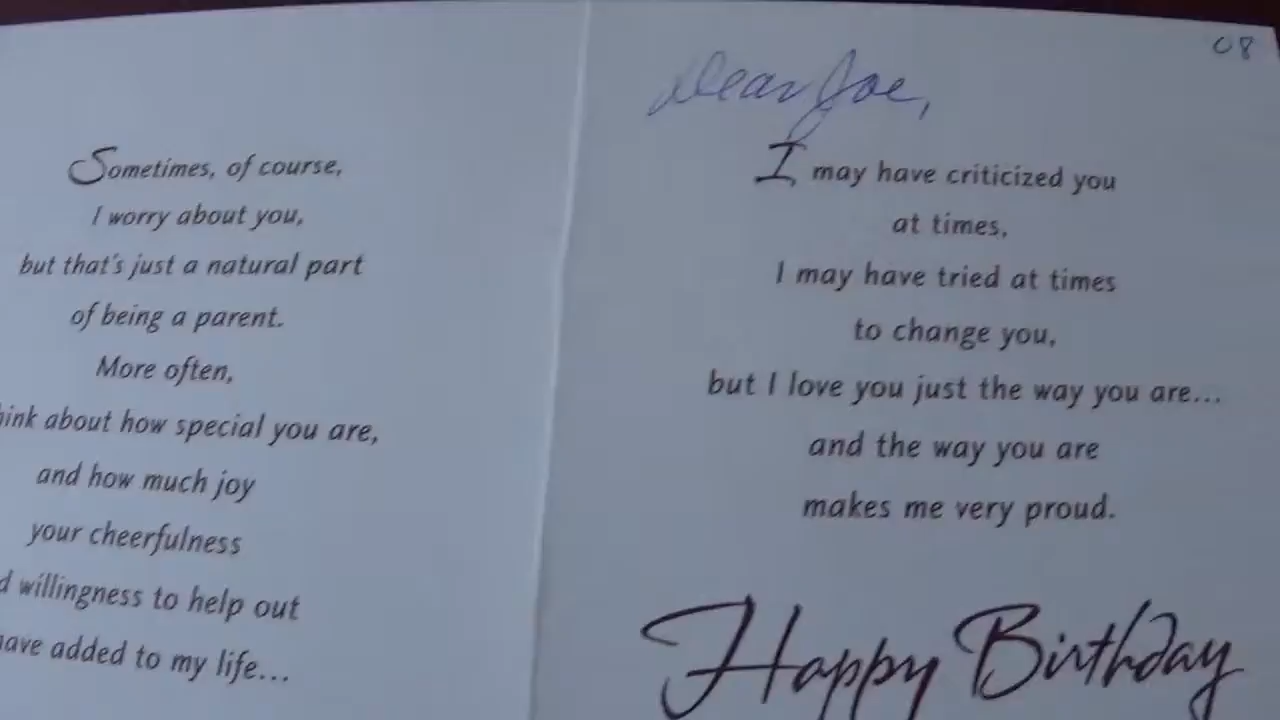 Sometimes, of course,
I worry about you,
but that's just a natural part
of being a parent.
More often,
about how special you are,
and how much joy
your cheerfulness
willingness to help out
added to my life...
08
Dear Joe,
I may have criticized you
at times,
I may have tried at times
to change you,
but I love you just the way you are...
and the way you are
makes me very proud.
Happy Birthday